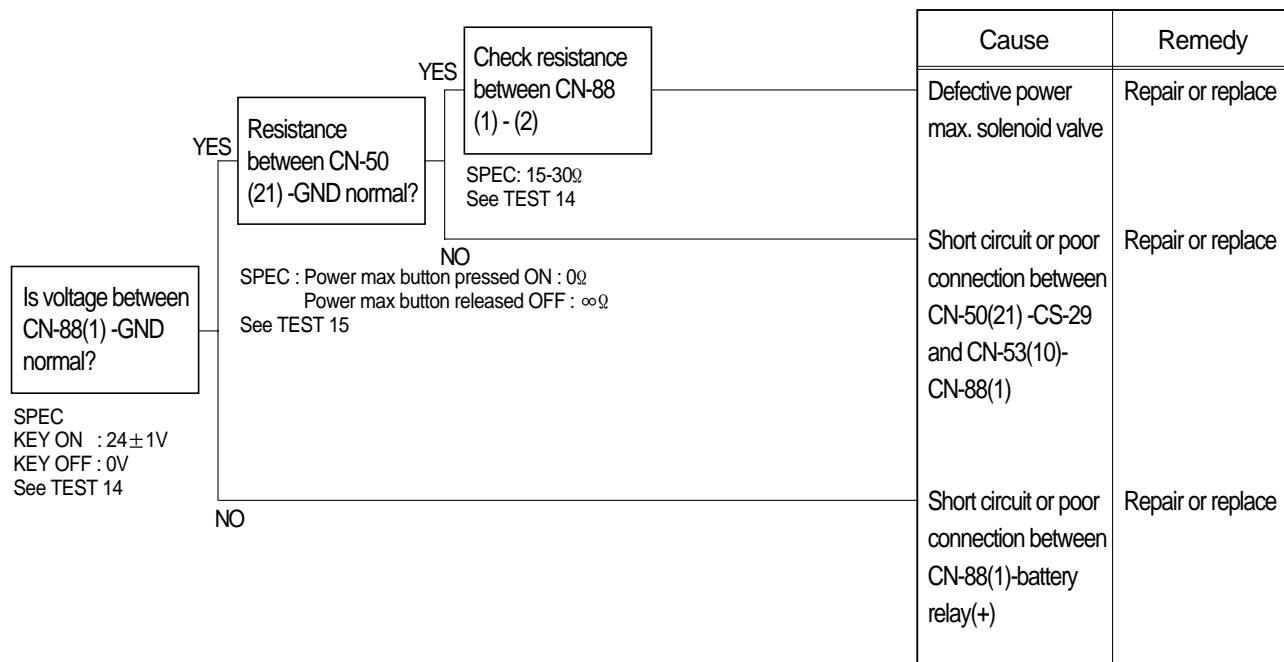 Cause
Remedy
YES
Check resistance
between CN-88
(1) - (2)
SPEC: 15-30Ω
See TEST 14
Defective power
max. solenoid valve
Repair or replace
YES
Resistance
between CN-50
(21) -GND normal?
NO
SPEC : Power max button pressed ON : 0Ω
Power max button released OFF : ∞Ω
See TEST 15
Short circuit or poor
connection between
CN-50(21) -CS-29
and CN-53(10)-
CN-88(1)
Repair or replace
Is voltage between
CN-88(1) -GND
normal?
SPEC
KEY ON : 24±1V
KEY OFF : 0V
See TEST 14
NO
Short circuit or poor
connection between
CN-88(1)-battery
relay(+)
Repair or replace